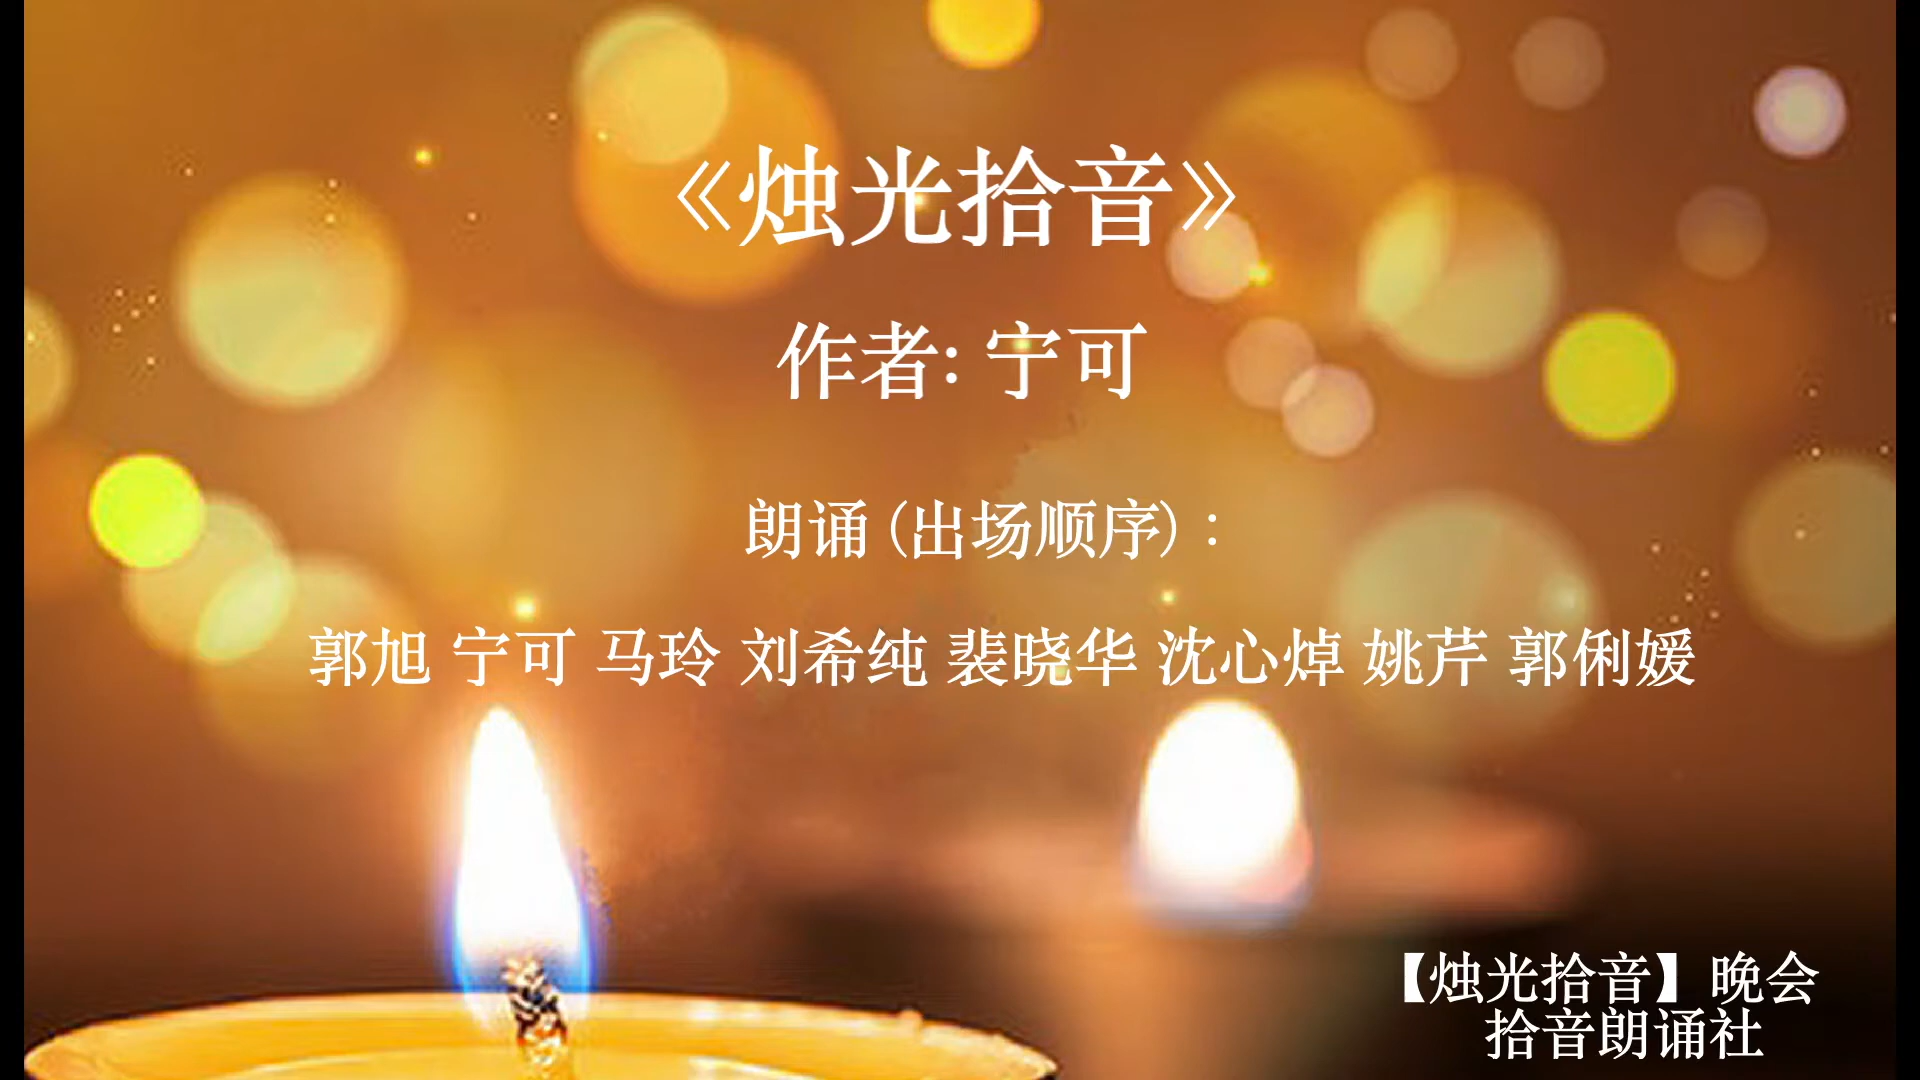 《烛光拾音》
作者: 宁可
朗诵 (出场顺序) :
郭旭 宁可 马玲 刘希纯 裴晓华 沈心焯 姚芹 郭俐媛
【烛光拾音】晚会
拾音朗诵社